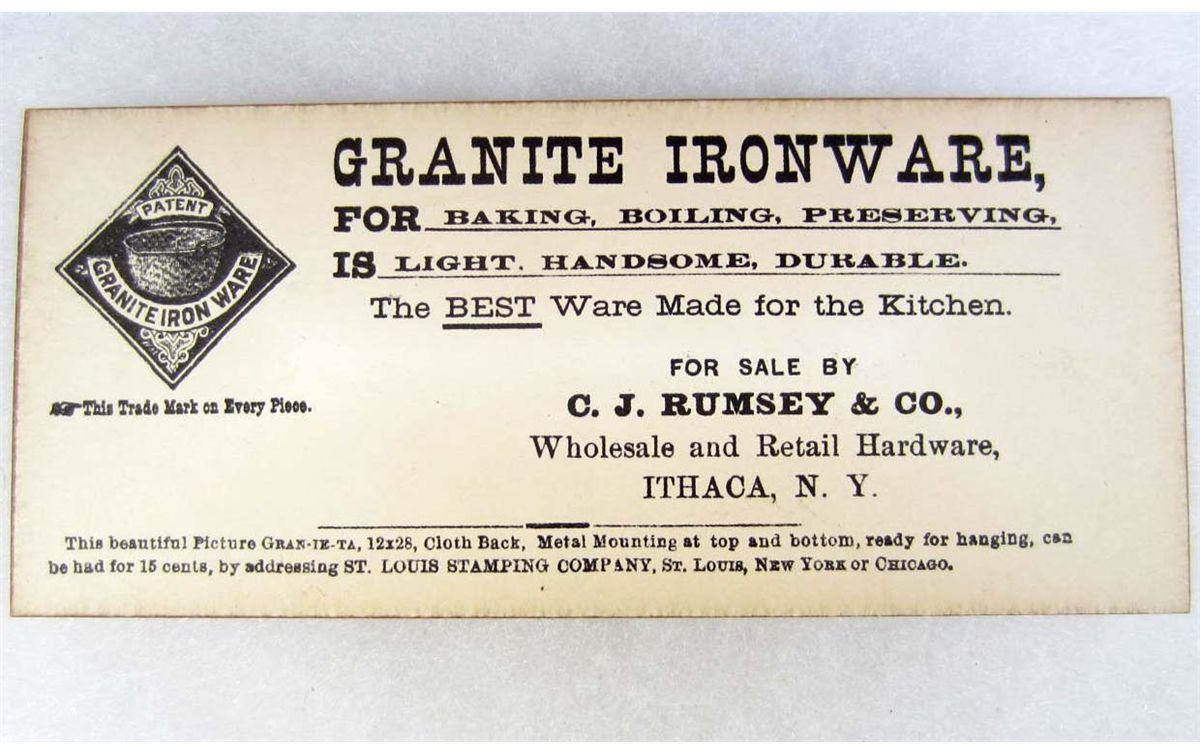 PATENT
GRANITE IRON WARE
This Trade Mark on Every Piece.
GRANITE IRONWARE,
FOR BAKING, BOILING, PRESERVING,
IS LIGHT. HANDSOME, DURABLE.
The BEST Ware Made for the Kitchen.
FOR SALE BY
C. J. RUMSEY & CO.,
Wholesale and Retail Hardware,
ITHACA, N. Y.
This beautiful Picture GRAN-IE-TA, 12x28, Cloth Back, Metal Mounting at top and bottom, ready for hanging, can
be had for 15 cents, by addressing ST. LOUIS STAMPING COMPANY, ST. LOUIS, NEW YORK or CHICAGO.